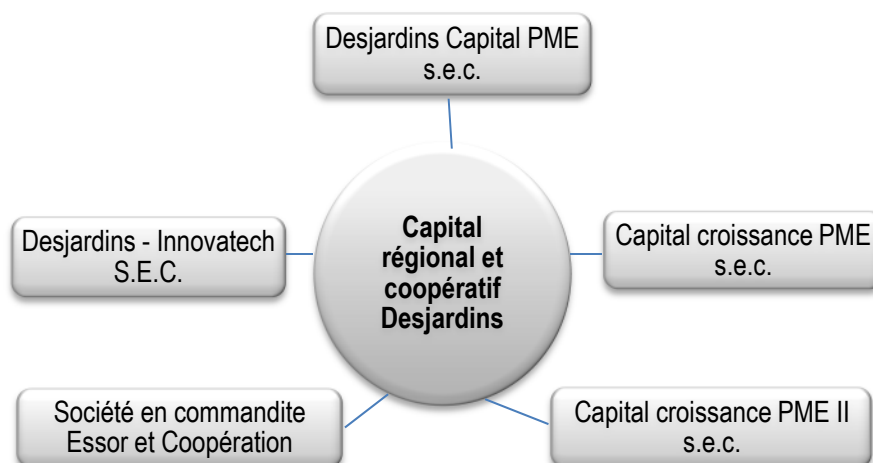 Desjardins Capital PME
s.e.c.
Desjardins - Innovatech
S.E.C.
Capital
régional et
coopératif
Desjardins
Capital croissance PME
s.e.c.
Société en commandite
Essor et Coopération
Capital croissance PME II
s.e.c.